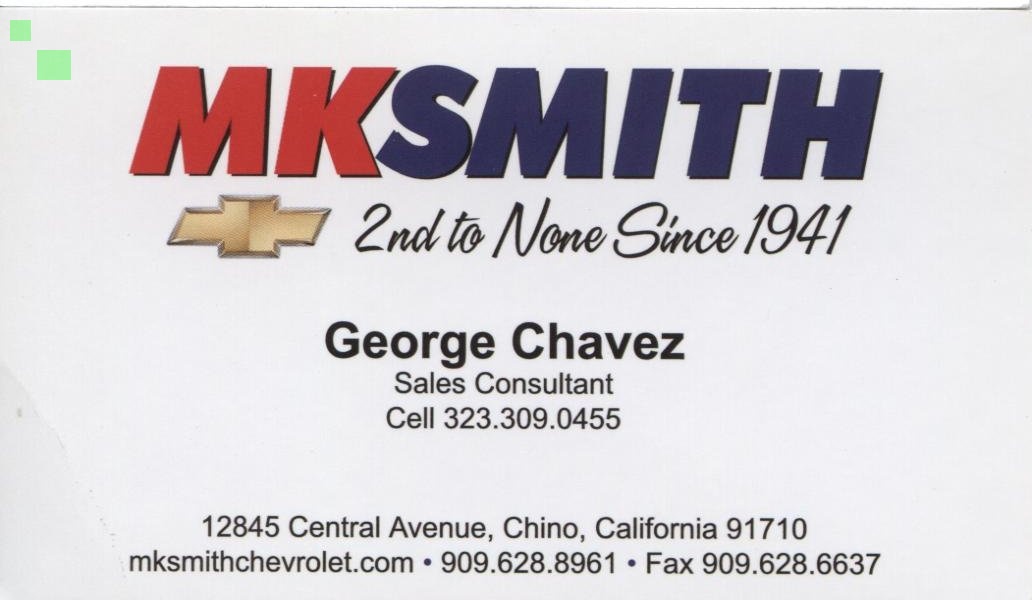 MKSMITH
2nd to None Since 1941
George Chavez
Sales Consultant
Cell 323.309.0455
12845 Central Avenue, Chino, California 91710
mksmithchevrolet.com • 909.628.8961 • Fax 909.628.6637